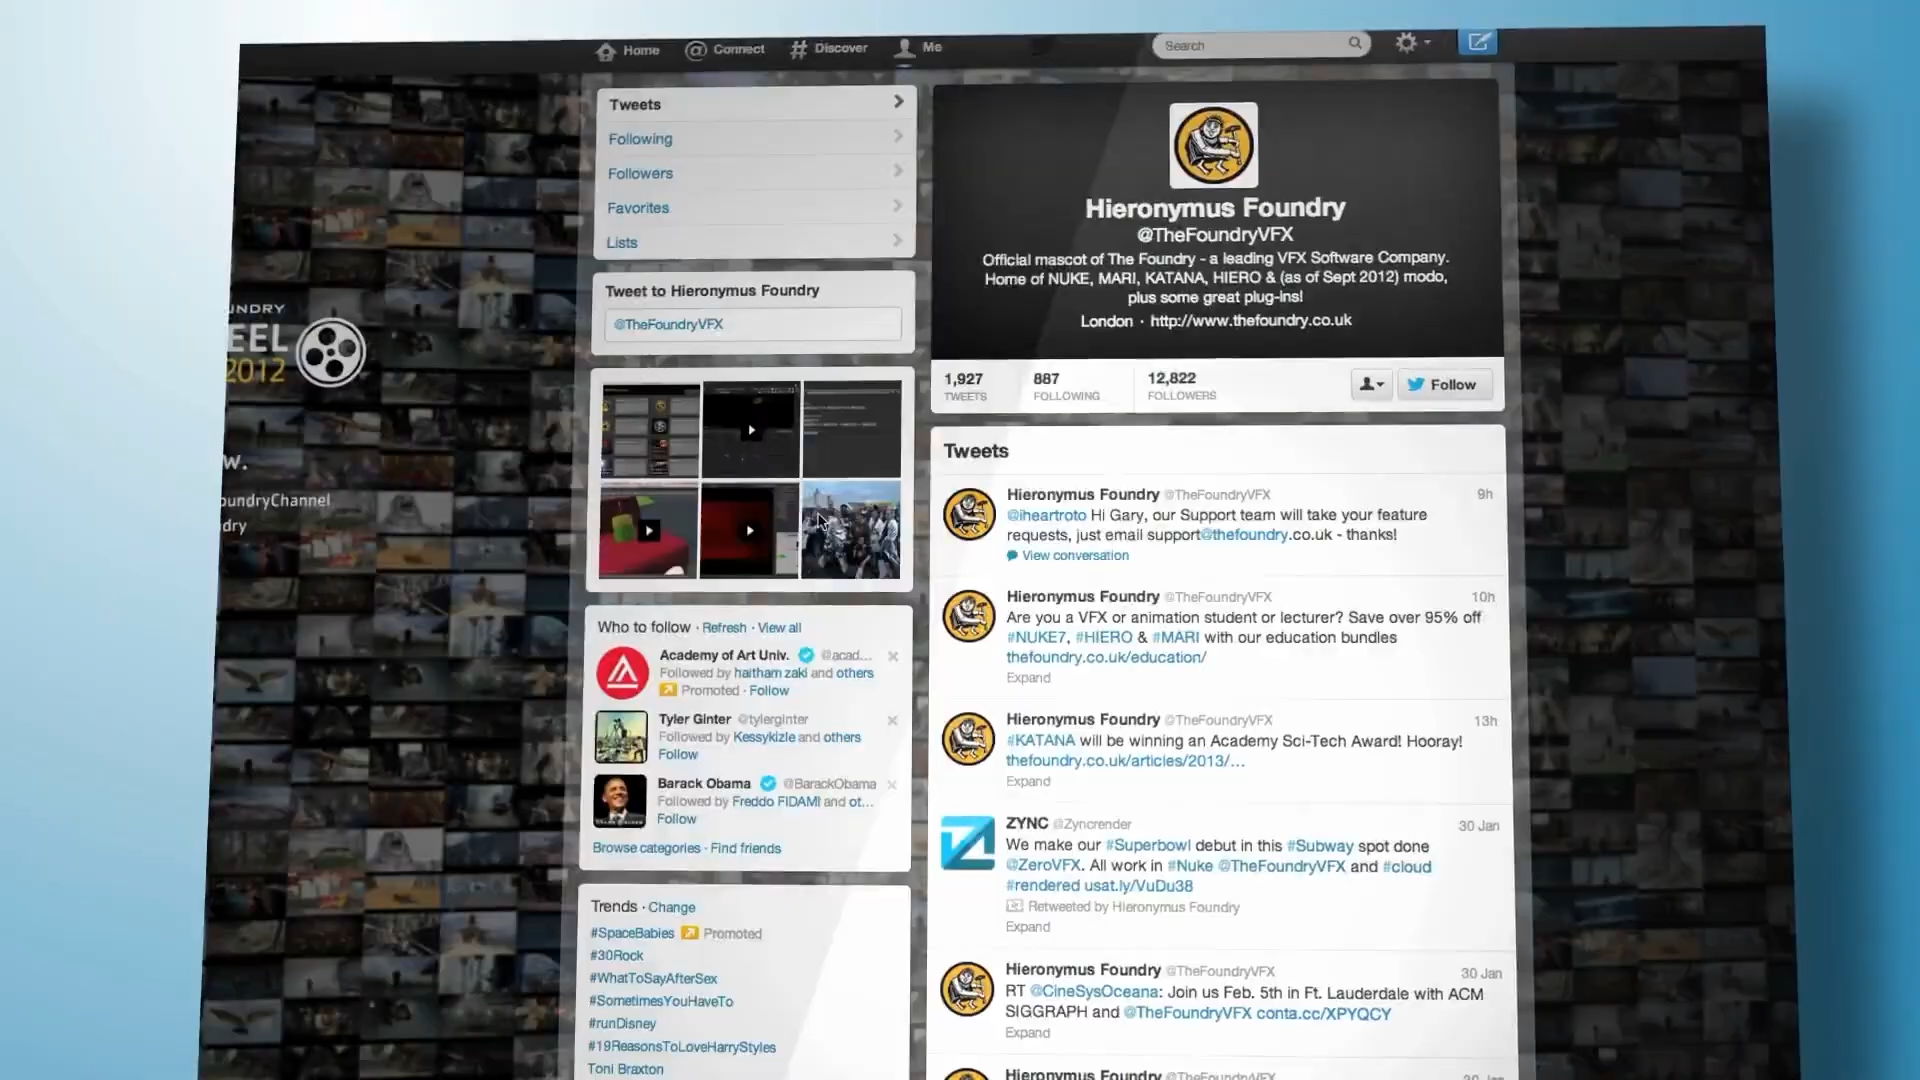 Home
Connect
Discover
Me
Search
Tweets
Following
Followers
Favorites
Lists
Tweet to Hieronymus Foundry
@TheFoundryVFX
Hieronymus Foundry
@TheFoundryVFX
Official mascot of The Foundry - a leading VFX Software Company.
Home of NUKE, MARI, KATANA, HIERO & (as of Sept 2012) modo,
plus some great plug-ins!
London · http://www.thefoundry.co.uk
1,927
TWEETS
887
FOLLOWING
12,822
FOLLOWERS
Follow
UNDRY
EEL
2012
w.
oundryChannel
dry
Who to follow · Refresh · View all
Academy of Art Univ. @acad...
Followed by haitham zaki and others
Promoted · Follow
Tyler Ginter @tylerginter
Followed by Kessykizle and others
Follow
Barack Obama @BarackObama
Followed by Freddo FIDAMI and ot...
Follow
Browse categories · Find friends
Trends · Change
#SpaceBabies Promoted
#30Rock
#WhatToSayAfterSex
#SometimesYouHaveTo
#runDisney
#19ReasonsToLoveHarryStyles
Toni Braxton
Tweets
Hieronymus Foundry @TheFoundryVFX 9h
@iheartroto Hi Gary, our Support team will take your feature
requests, just email support@thefoundry.co.uk - thanks!
View conversation
Hieronymus Foundry @TheFoundryVFX 10h
Are you a VFX or animation student or lecturer? Save over 95% off
#NUKE7, #HIERO & #MARI with our education bundles
thefoundry.co.uk/education/
Expand
Hieronymus Foundry @TheFoundryVFX 13h
#KATANA will be winning an Academy Sci-Tech Award! Hooray!
thefoundry.co.uk/articles/2013/...
Expand
ZYNC @Zyncrender 30 Jan
We make our #Superbowl debut in this #Subway spot done
@ZeroVFX. All work in #Nuke @TheFoundryVFX and #cloud
#rendered usat.ly/VuDu38
Retweeted by Hieronymus Foundry
Expand
Hieronymus Foundry @TheFoundryVFX 30 Jan
RT @CineSysOceana: Join us Feb. 5th in Ft. Lauderdale with ACM
SIGGRAPH and @TheFoundryVFX conta.cc/XPYQCY
Expand
Hieronymus Foundry @TheFoundryVFX 30 Jan